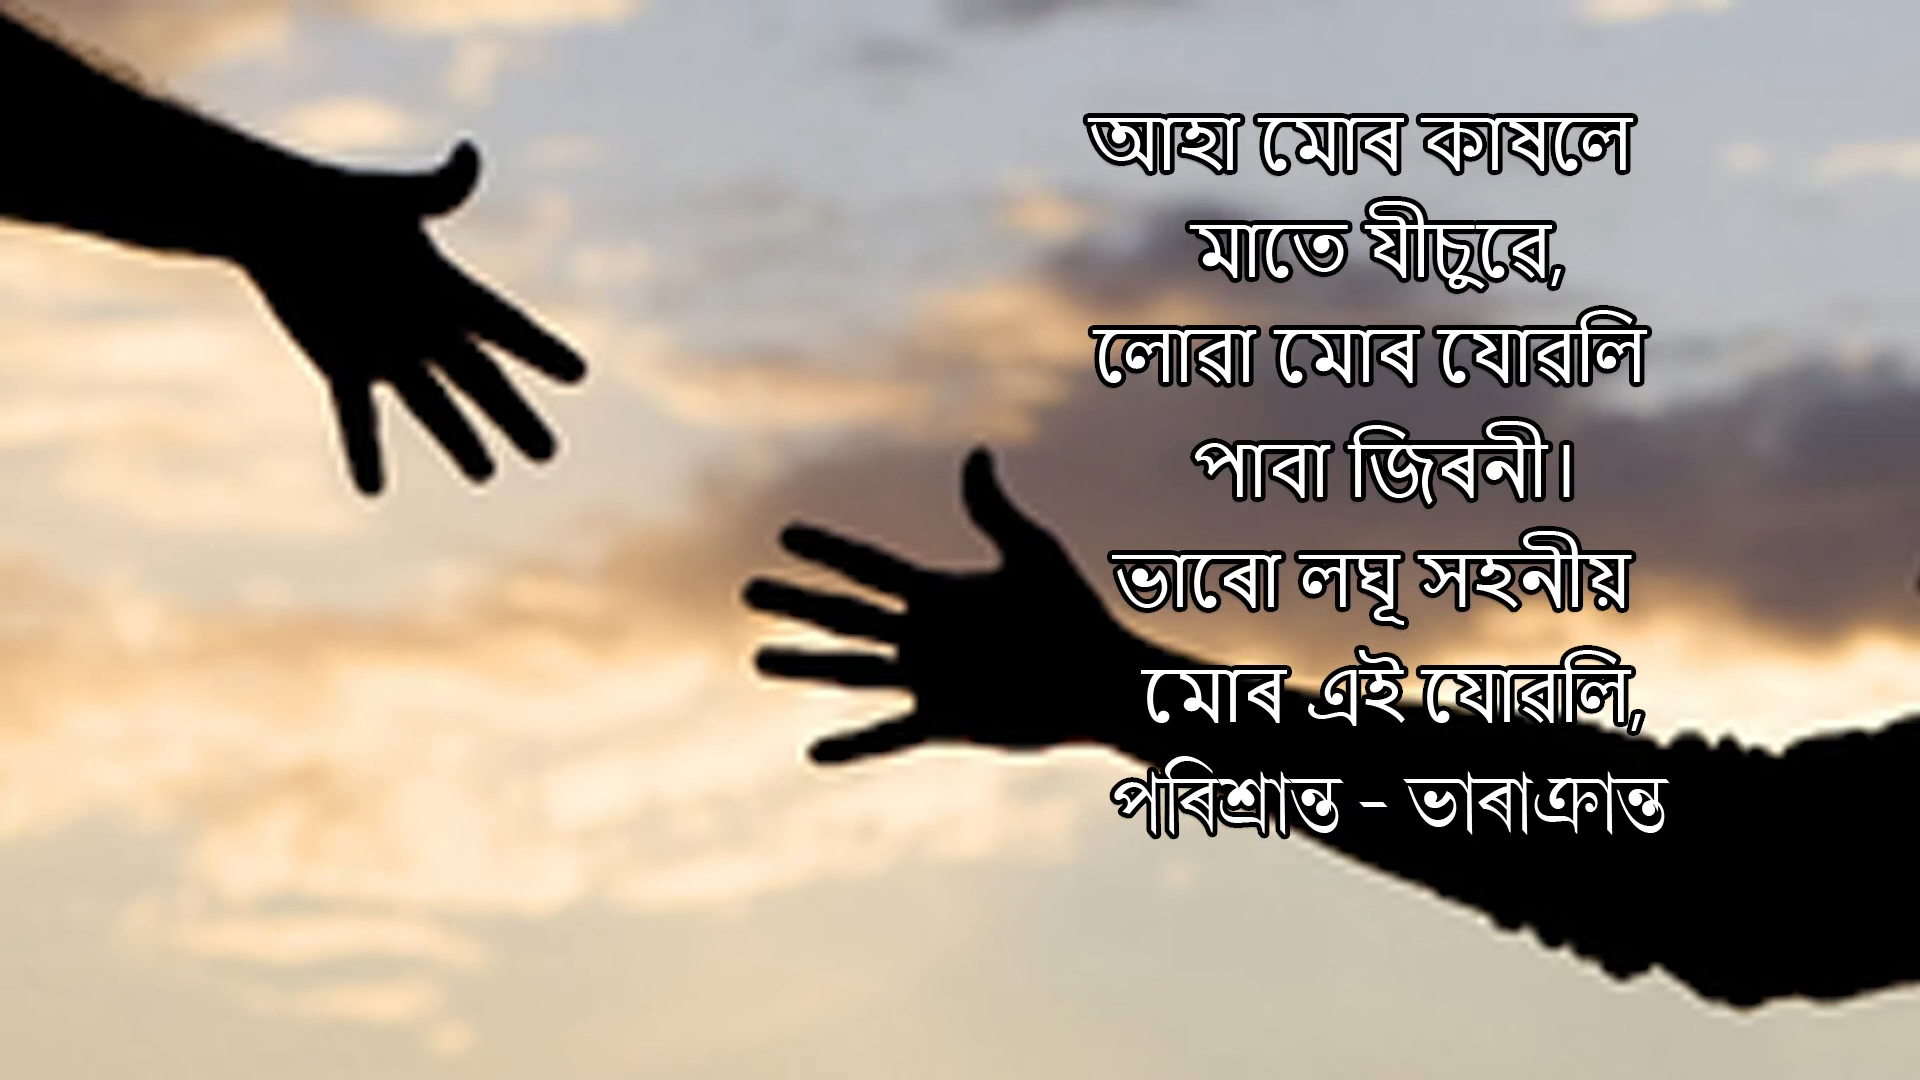 আহা মোৰ কাষলে
মাতে যীচুৱে,
লোৱা মোৰ যোৱলি
পাবা জিৰনী।
ভাৰো লঘূ সহনীয়
মোৰ এই যোৱলি,
পৰিশ্ৰান্ত - ভাৰাক্ৰান্ত